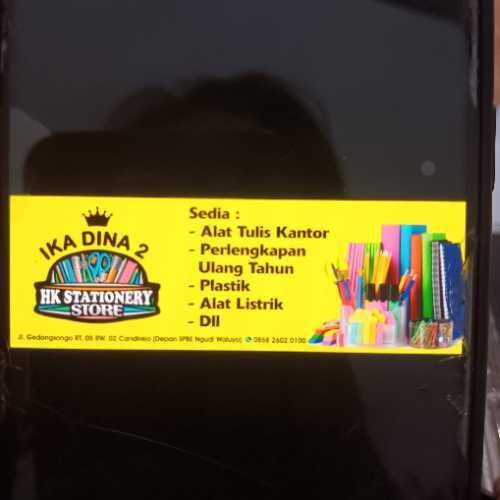 IKA DINA 2
HK STATIONERY
STORE
Sedia :
- Alat Tulis Kantor
- Perlengkapan
Ulang Tahun
- Plastik
- Alat Listrik
- Dll
Jl. Gedongsongo RT. 05 RW. 02 Candirejo (Depan SPBE Ngudi Waluyo) 0858 2602 0100